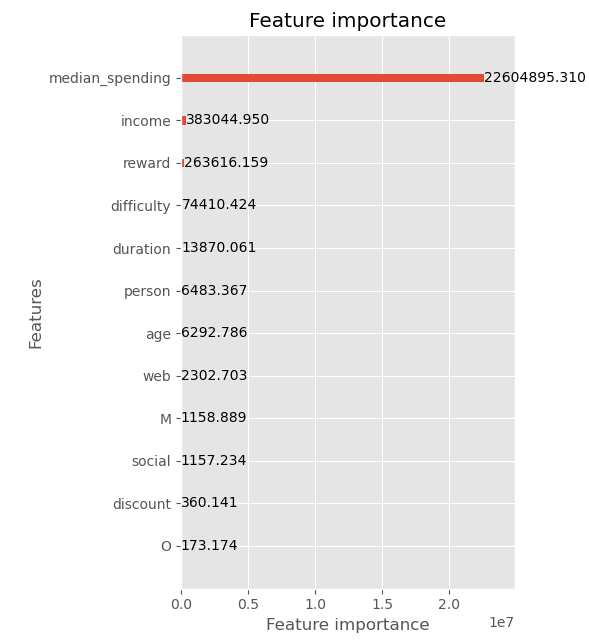 Feature importance
median_spending 22604895.310
income 383044.950
reward 263616.159
difficulty 74410.424
duration 13870.061
person 6483.367
age 6292.786
web 2302.703
M 1158.889
social 1157.234
discount 360.141
O 173.174
Features
0.0 0.5 1.0 1.5 2.0
1e7
Feature importance